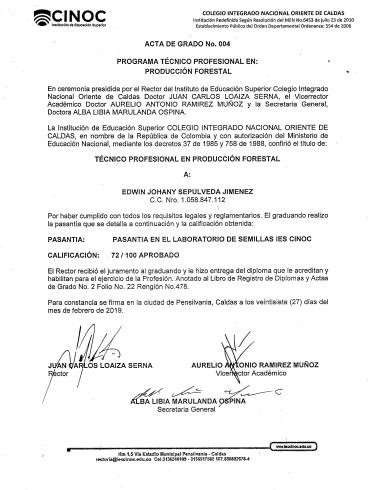 CINOC
Institución de Educación Superior
COLEGIO INTEGRADO NACIONAL ORIENTE DE CALDAS
Institución Redefinida Según Resolución del MEN No.5453 de julio 23 de 2010
Establecimiento Público del Orden Departamental Ordenanza: 554 de 2006
ACTA DE GRADO No. 004
PROGRAMA TÉCNICO PROFESIONAL EN:
PRODUCCIÓN FORESTAL
En ceremonia presidida por el Rector del Instituto de Educación Superior Colegio Integrado
Nacional Oriente de Caldas Doctor JUAN CARLOS LOAIZA SERNA, el Vicerrector
Académico Doctor AURELIO ANTONIO RAMIREZ MUÑOZ y la Secretaria General,
Doctora ALBA LIBIA MARULANDA OSPINA.
La Institución de Educación Superior COLEGIO INTEGRADO NACIONAL ORIENTE DE
CALDAS, en nombre de la República de Colombia y con autorización del Ministerio de
Educación Nacional, mediante los decretos 37 de 1985 y 758 de 1988, confirió el título de:
TÉCNICO PROFESIONAL EN PRODUCCIÓN FORESTAL
A:
EDWIN JOHANY SEPULVEDA JIMENEZ
C.C. Nro. 1.058.847.112
Por haber cumplido con todos los requisitos legales y reglamentarios. El graduando realizo
la pasantía que se detalla a continuación y la calificación obtenida:
PASANTIA: PASANTIA EN EL LABORATORIO DE SEMILLAS IES CINOC
CALIFICACIÓN: 72 / 100 APROBADO
El Rector recibió el juramento al graduando y le hizo entrega del diploma que le acreditan y
habilitan para el ejercicio de la Profesión. Anotado al Libro de Registro de Diplomas y Actas
de Grado No. 2 Folio No. 22 Renglón No.478.
Para constancia se firma en la ciudad de Pensilvania, Caldas a los veintisiete (27) días del
mes de febrero de 2019.
JUAN CARLOS LOAIZA SERNA AURELIO ANTONIO RAMIREZ MUÑOZ
Rector Vicerrector Académico
ALBA LIBIA MARULANDA OSPINA
Secretaria General
www.iescinoc.edu.co
Km 1,5 Vía Estadio Municipal Pensilvania - Caldas